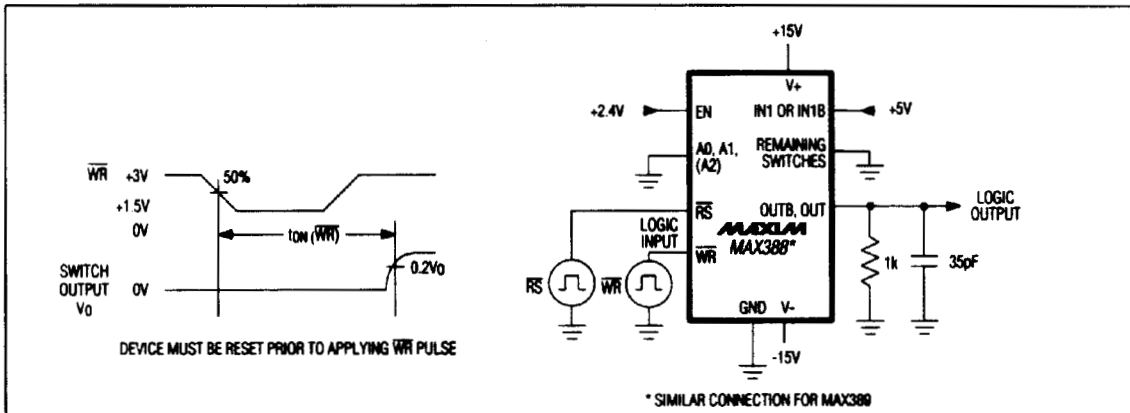 WR +3V
50%
+1.5V
0V
tON (WR)
0.2VO
SWITCH
OUTPUT 0V
VO
DEVICE MUST BE RESET PRIOR TO APPLYING WR PULSE
+15V
V+
+2.4V
EN
IN1 OR IN1B
+5V
A0, A1,
(A2)
REMAINING
SWITCHES
RS
OUTB, OUT
LOGIC
OUTPUT
LOGIC
INPUT
MAXIM
MAX388*
WR
1k
35pF
RS
WR
GND V-
-15V
* SIMILAR CONNECTION FOR MAX389